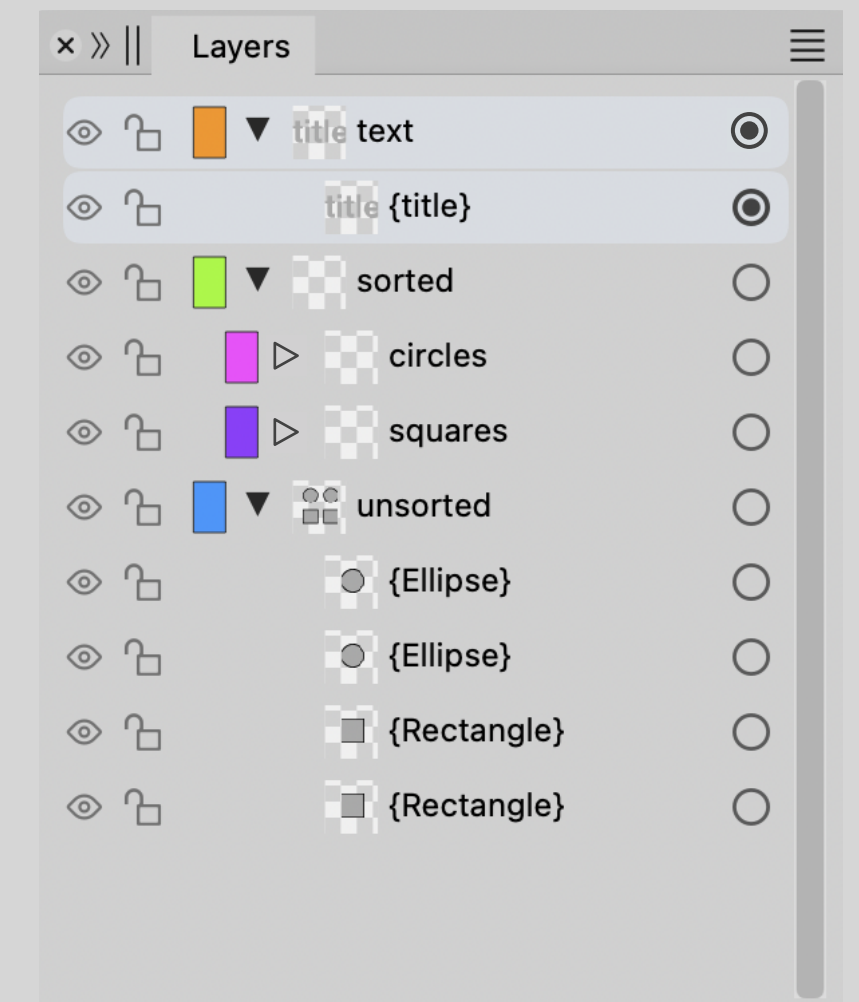 Layers
title text
title {title}
sorted
circles
squares
unsorted
{Ellipse}
{Ellipse}
{Rectangle}
{Rectangle}